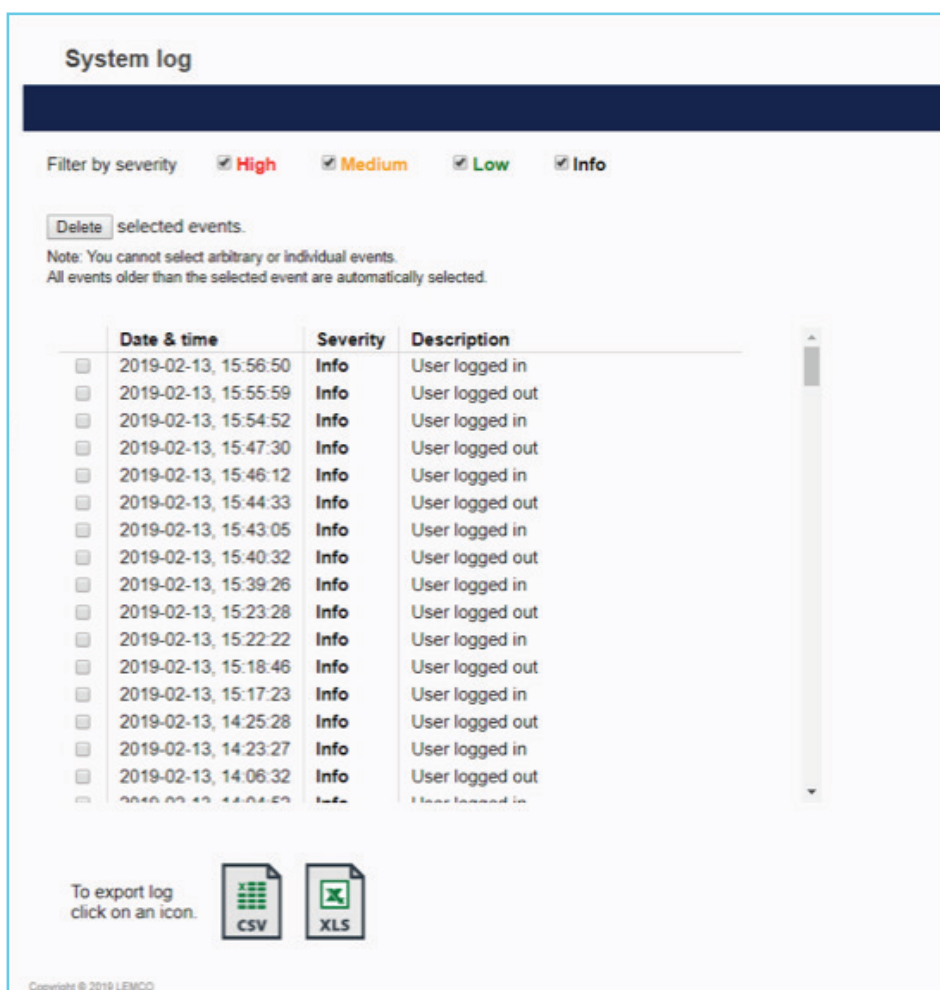 System log
Filter by severity High Medium Low Info
Delete selected events.
Note: You cannot select arbitrary or individual events.
All events older than the selected event are automatically selected.
Date & time Severity Description
2019-02-13, 15:56:50 Info User logged in
2019-02-13, 15:55:59 Info User logged out
2019-02-13, 15:54:52 Info User logged in
2019-02-13, 15:47:30 Info User logged out
2019-02-13, 15:46:12 Info User logged in
2019-02-13, 15:44:33 Info User logged out
2019-02-13, 15:43:05 Info User logged in
2019-02-13, 15:40:32 Info User logged out
2019-02-13, 15:39:26 Info User logged in
2019-02-13, 15:23:28 Info User logged out
2019-02-13, 15:22:22 Info User logged in
2019-02-13, 15:18:46 Info User logged out
2019-02-13, 15:17:23 Info User logged in
2019-02-13, 14:25:28 Info User logged out
2019-02-13, 14:23:27 Info User logged in
2019-02-13, 14:06:32 Info User logged out
To export log
click on an icon.
CSV XLS
Copyright © 2019 LEMCO